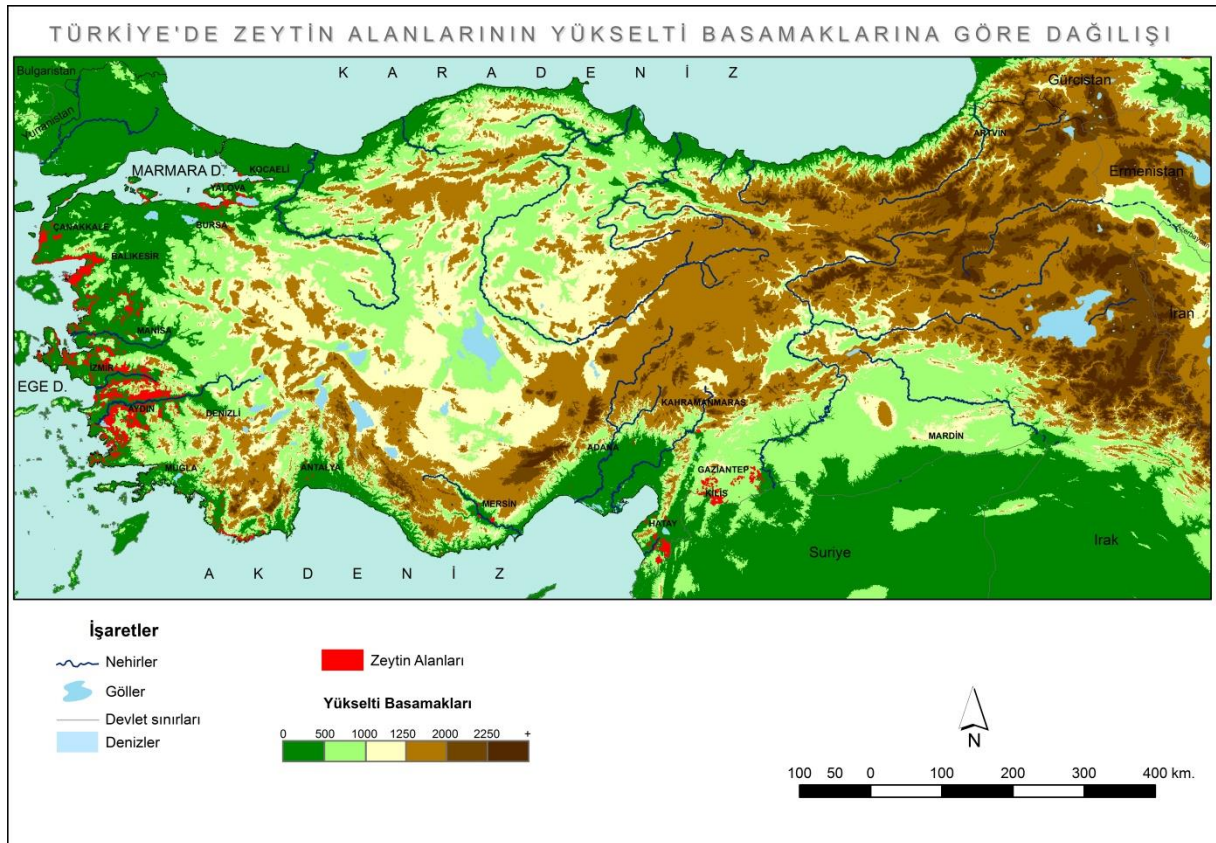 TÜRKİYE'DE ZEYTİN ALANLARININ YÜKSELTİ BASAMAKLARINA GÖRE DAĞILIŞI
KARADENİZ
Bulgaristan
Yunanistan
Gürcistan
ARTVİN
MARMARA D.
KOCAELİ
YALOVA
Ermenistan
ÇANAKKALE
BURSA
Azerbaycan
BALIKESİR
MANİSA
İran
İZMİR
EGE D.
AYDIN
DENİZLİ
KAHRAMANMARAŞ
MARDİN
ADANA
MUĞLA
ANTALYA
GAZİANTEP
KİLİS
MERSİN
HATAY
Suriye
Irak
AKDENİZ
İşaretler
Nehirler
Göller
Devlet sınırları
Denizler
Zeytin Alanları
Yükselti Basamakları
0 500 1000 1250 2000 2250 +
N
100 50 0 100 200 300 400 km.